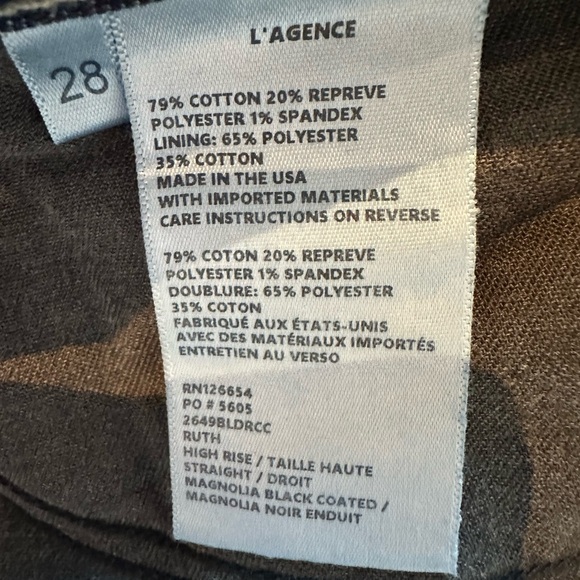 28
L'AGENCE
79% COTTON 20% REPREVE
POLYESTER 1% SPANDEX
LINING: 65% POLYESTER
35% COTTON
MADE IN THE USA
WITH IMPORTED MATERIALS
CARE INSTRUCTIONS ON REVERSE
79% COTON 20% REPREVE
POLYESTER 1% SPANDEX
DOUBLURE: 65% POLYESTER
35% COTON
FABRIQUÉ AUX ÉTATS-UNIS
AVEC DES MATÉRIAUX IMPORTÉS
ENTRETIEN AU VERSO
RN126654
PO # 5605
2649BLDRCC
RUTH
HIGH RISE / TAILLE HAUTE
STRAIGHT / DROIT
MAGNOLIA BLACK COATED /
MAGNOLIA NOIR ENDUIT